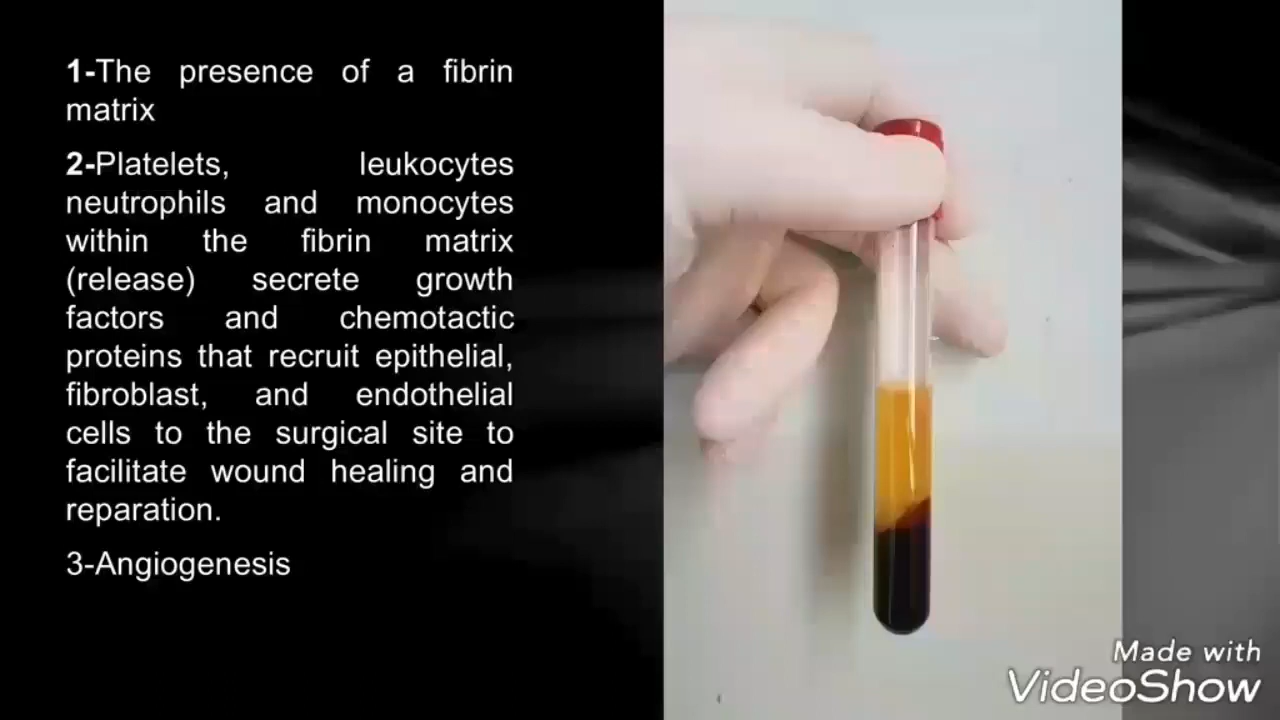 1-The presence of a fibrin
matrix
2-Platelets, leukocytes
neutrophils and monocytes
within the fibrin matrix
(release) secrete growth
factors and chemotactic
proteins that recruit epithelial,
fibroblast, and endothelial
cells to the surgical site to
facilitate wound healing and
reparation.
3-Angiogenesis
Made with
VideoShow